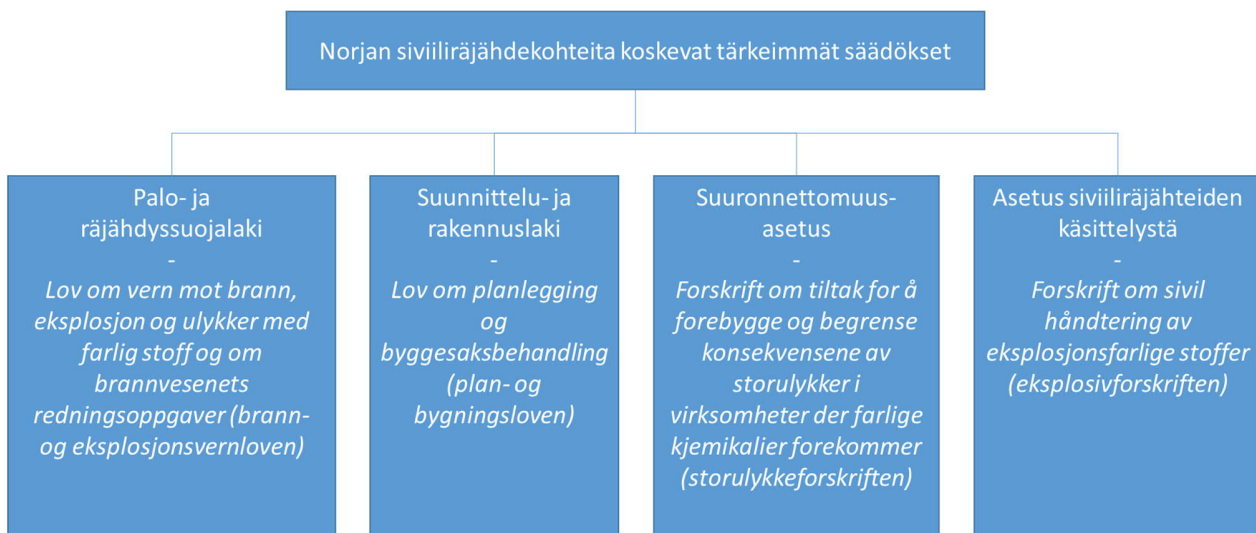 Norjan siviiliräjähdekohteita koskevat tärkeimmät säädökset
Palo- ja
räjähdyssuojalaki
-
Lov om vern mot brann,
eksplosjon og ulykker med
farlig stoff og om
brannvesenets
redningsoppgaver (brann-
og eksplosjonsvernloven)
Suunnittelu- ja
rakennuslaki
-
Lov om planlegging
og
byggesaksbehandling
(plan- og
bygningsloven)
Suuronnettomuus-
asetus
-
Forskrift om tiltak for å
forebygge og begrense
konsekvensene av
storulykker i
virksomheter der farlige
kjemikalier forekommer
(storulykkeforskriften)
Asetus siviiliräjähteiden
käsittelystä
-
Forskrift om sivil
håndtering av
eksplosjonsfarlige stoffer
(eksplosivforskriften)